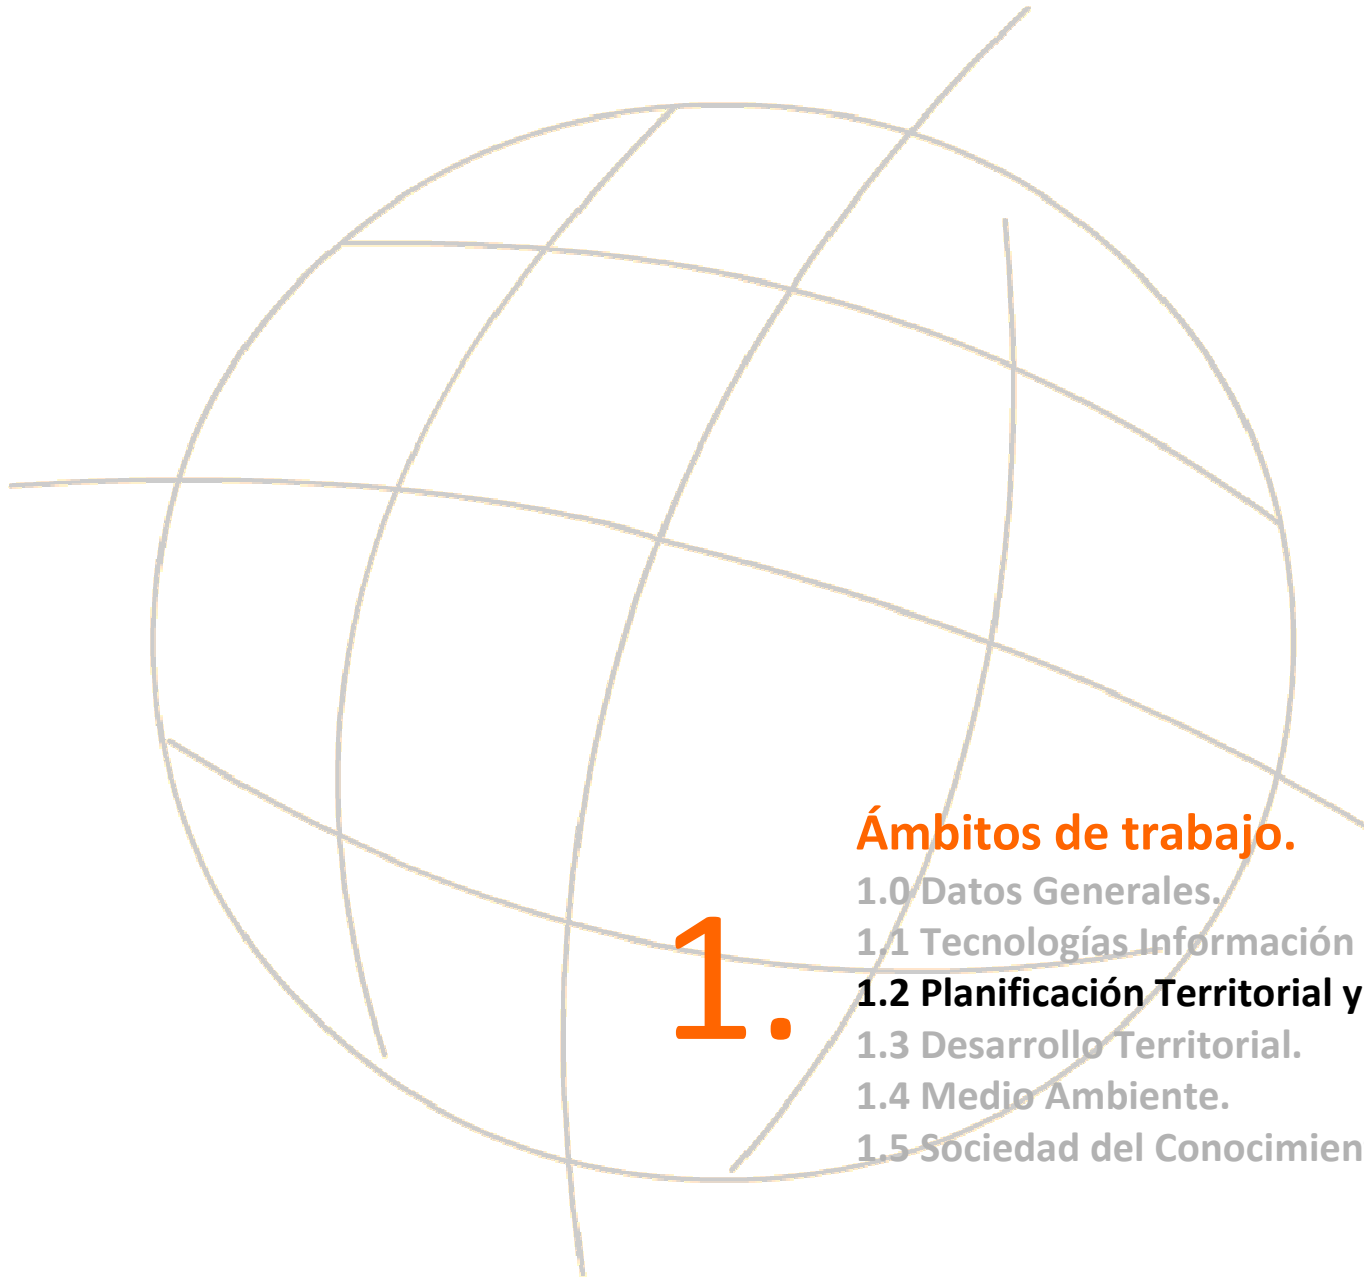 Ámbitos de trabajo.
1.
1.0 Datos Generales.
1.1 Tecnologías Información
1.2 Planificación Territorial y
1.3 Desarrollo Territorial.
1.4 Medio Ambiente.
1.5 Sociedad del Conocimien